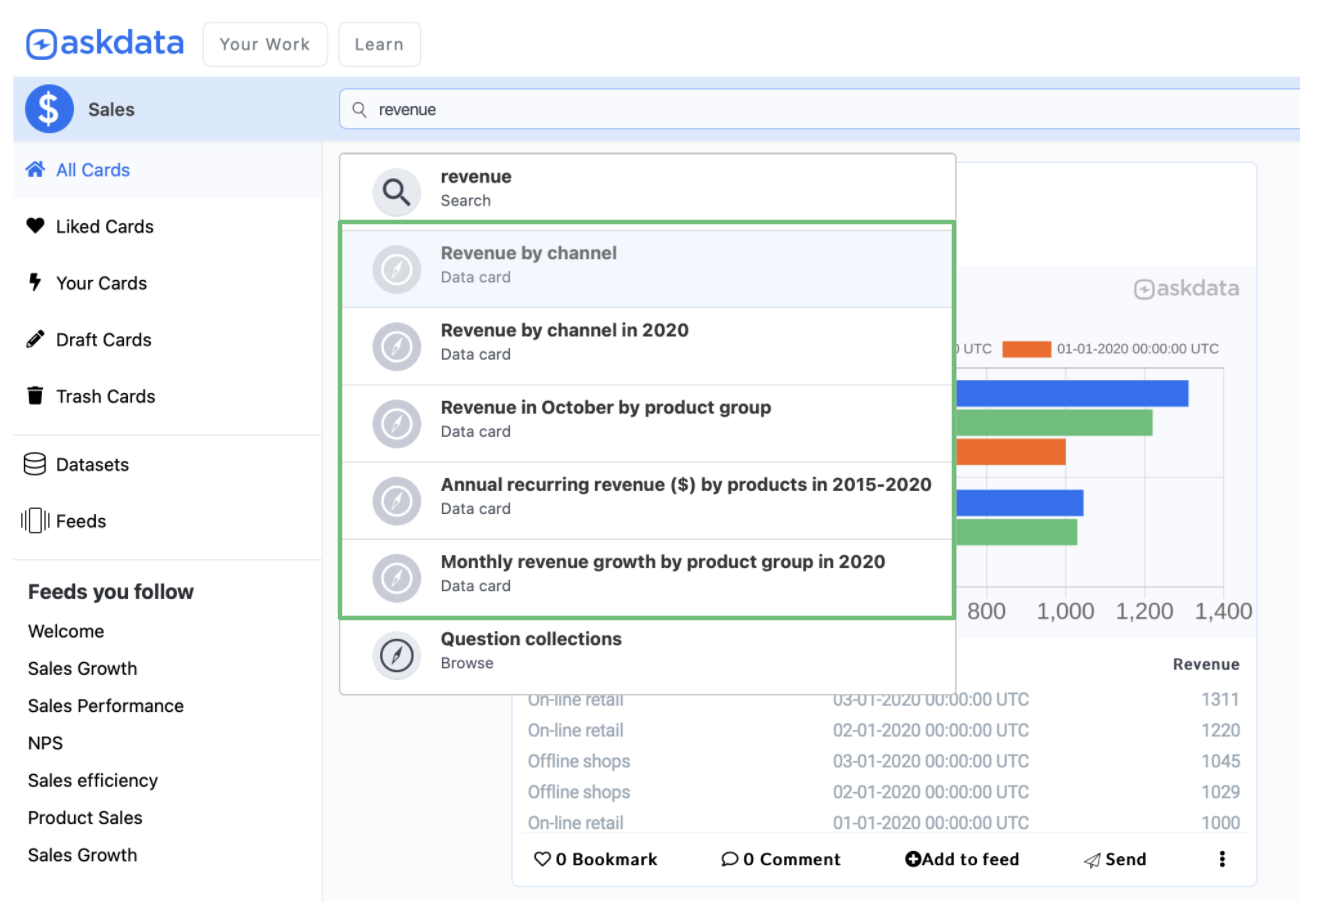 askdata
Your Work
Learn
Sales
revenue
All Cards
Liked Cards
Your Cards
Draft Cards
Trash Cards
Datasets
Feeds
Feeds you follow
Welcome
Sales Growth
Sales Performance
NPS
Sales efficiency
Product Sales
Sales Growth
revenue
Search
Revenue by channel
Data card
Revenue by channel in 2020
Data card
Revenue in October by product group
Data card
Annual recurring revenue ($) by products in 2015-2020
Data card
Monthly revenue growth by product group in 2020
Data card
Question collections
Browse
askdata
UTC 01-01-2020 00:00:00 UTC
800 1,000 1,200 1,400
Revenue
On-line retail 03-01-2020 00:00:00 UTC 1311
On-line retail 02-01-2020 00:00:00 UTC 1220
Offline shops 03-01-2020 00:00:00 UTC 1045
Offline shops 02-01-2020 00:00:00 UTC 1029
On-line retail 01-01-2020 00:00:00 UTC 1000
0 Bookmark 0 Comment Add to feed Send